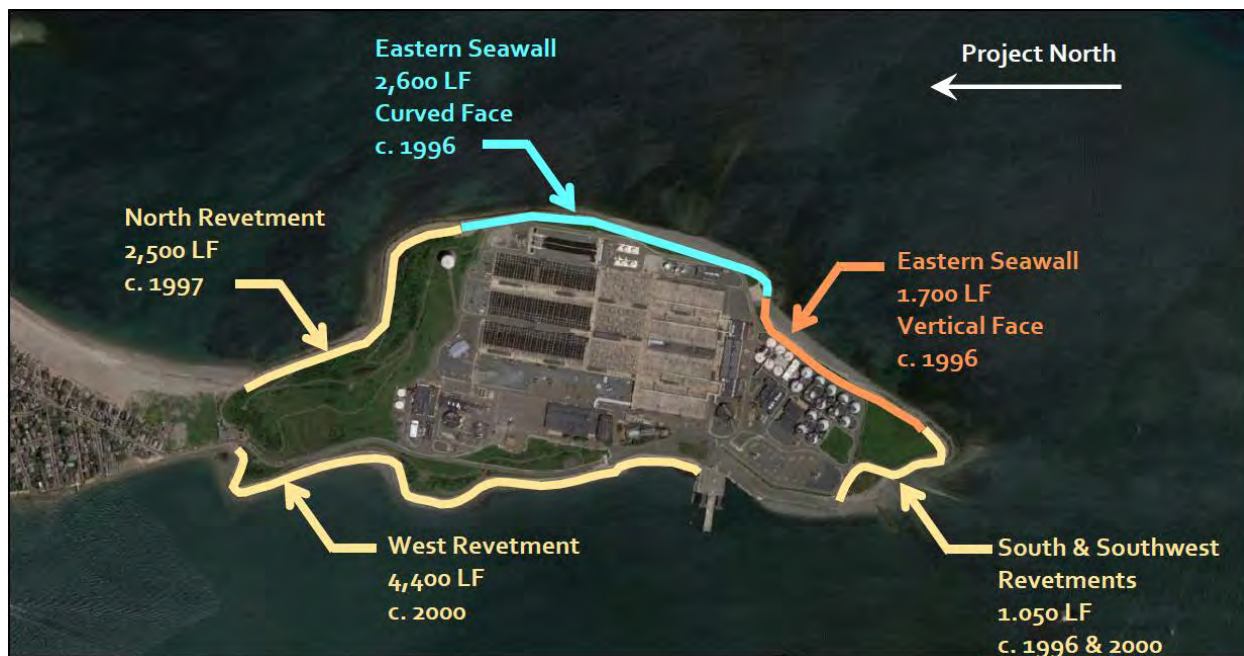 Eastern Seawall
2,600 LF
Curved Face
c. 1996
Project North
North Revetment
2,500 LF
c. 1997
Eastern Seawall
1.700 LF
Vertical Face
c. 1996
West Revetment
4,400 LF
c. 2000
South & Southwest
Revetments
1.050 LF
c. 1996 & 2000